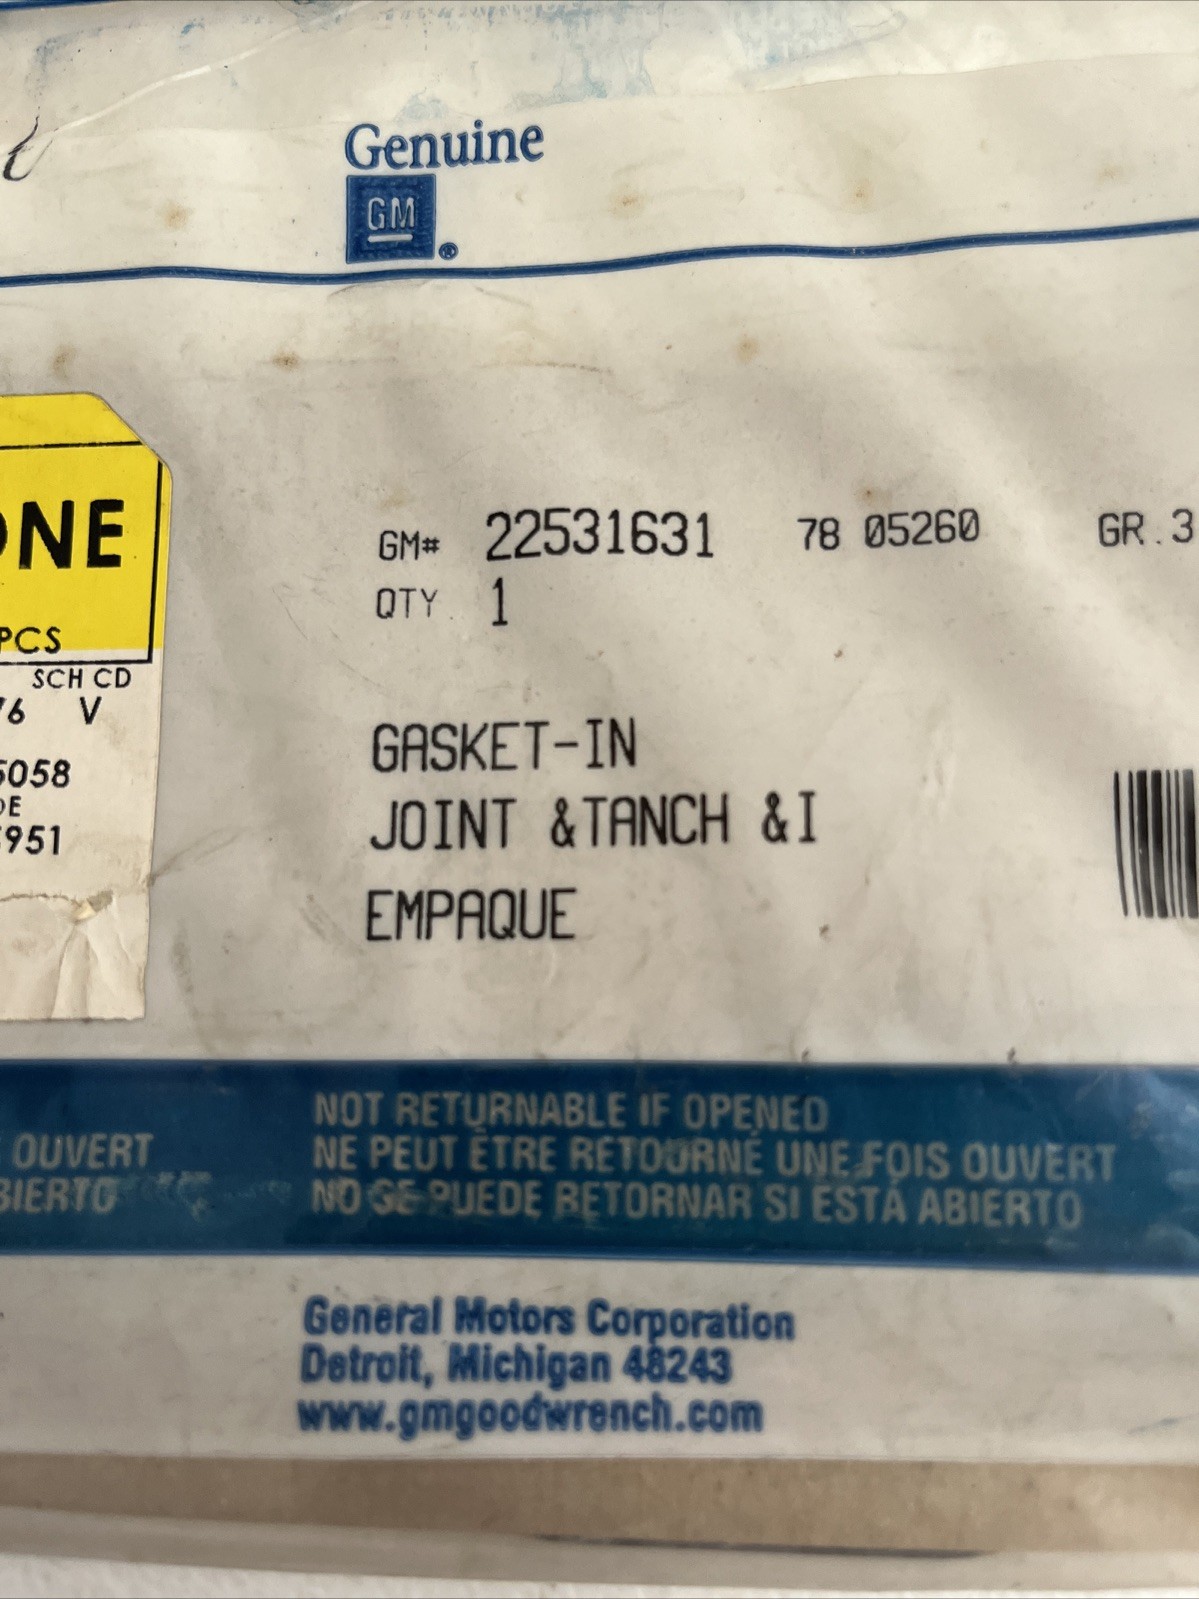 Genuine
GM
®
GM# 22531631 78 05260 GR.3
QTY 1
GASKET-IN
JOINT &TANCH &I
EMPAQUE
PCS
SCH CD
V
5058
951
NOT RETURNABLE IF OPENED
NE PEUT ÊTRE RETOURNÉ UNE FOIS OUVERT
NO SE PUEDE RETORNAR SI ESTÁ ABIERTO
OUVERT
General Motors Corporation
Detroit, Michigan 48243
www.gmgoodwrench.com